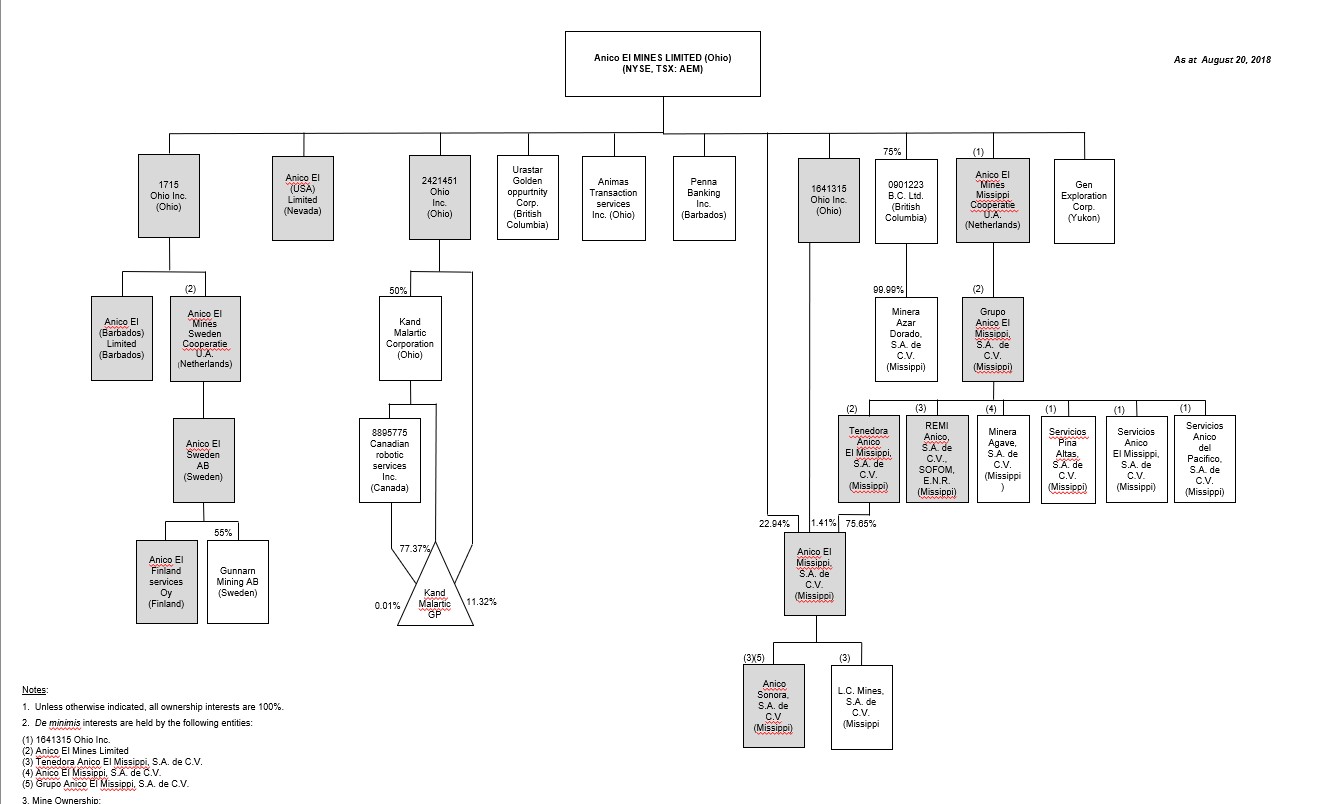 Anico El MINES LIMITED (Ohio)
(NYSE, TSX: AEM)
As at August 20, 2018
1715
Ohio Inc.
(Ohio)
Anico El
(USA)
Limited
(Nevada)
2421451
Ohio
Inc.
(Ohio)
Urastar
Golden
oppurtnity
Corp.
(British
Columbia)
Animas
Transaction
services
Inc. (Ohio)
Penna
Banking
Inc.
(Barbados)
1641315
Ohio Inc.
(Ohio)
75%
0901223
B.C. Ltd.
(British
Columbia)
(1)
Anico El
Mines
Missippi
Cooperatie
U.A.
(Netherlands)
Gen
Exploration
Corp.
(Yukon)
Anico El
(Barbados)
Limited
(Barbados)
(2)
Anico El
Mines
Sweden
Cooperatie
U.A.
(Netherlands)
50%
Kand
Malartic
Corporation
(Ohio)
99.99%
Minera
Azar
Dorado,
S.A. de
C.V.
(Missippi)
(2)
Grupo
Anico El
Missippi,
S.A. de
C.V.
(Missippi)
Anico El
Sweden
AB
(Sweden)
8895775
Canadian
robotic
services
Inc.
(Canada)
(2)
Tenedora
Anico
El Missippi,
S.A. de
C.V.
(Missippi)
(3)
REMI
Anico,
S.A. de
C.V.,
SOFOM,
E.N.R.
(Missippi)
(4)
Minera
Agave,
S.A. de
C.V.
(Missippi
)
(1)
Servicios
Pina
Altas,
S.A. de
C.V.
(Missippi)
(1)
Servicios
Anico
El Missippi,
S.A. de
C.V.
(Missippi)
(1)
Servicios
Anico
del
Pacifico,
S.A. de
C.V.
(Missippi)
55%
Anico El
Finland
services
Oy
(Finland)
Gunnarn
Mining AB
(Sweden)
77.37%
0.01%
11.32%
Kand
Malartic
GP
22.94%
1.41%
75.65%
Anico El
Missippi,
S.A. de
C.V.
(Missippi)
(3)(5)
Anico
Sonora,
S.A. de
C.V
(Missippi)
(3)
L.C. Mines,
S.A. de
C.V.
(Missippi
Notes:
1. Unless otherwise indicated, all ownership interests are 100%.
2. De minimis interests are held by the following entities:
(1) 1641315 Ohio Inc.
(2) Anico El Mines Limited
(3) Tenedora Anico El Missippi, S.A. de C.V.
(4) Anico El Missippi, S.A. de C.V.
(5) Grupo Anico El Missippi, S.A. de C.V.
3. Mine Ownership: